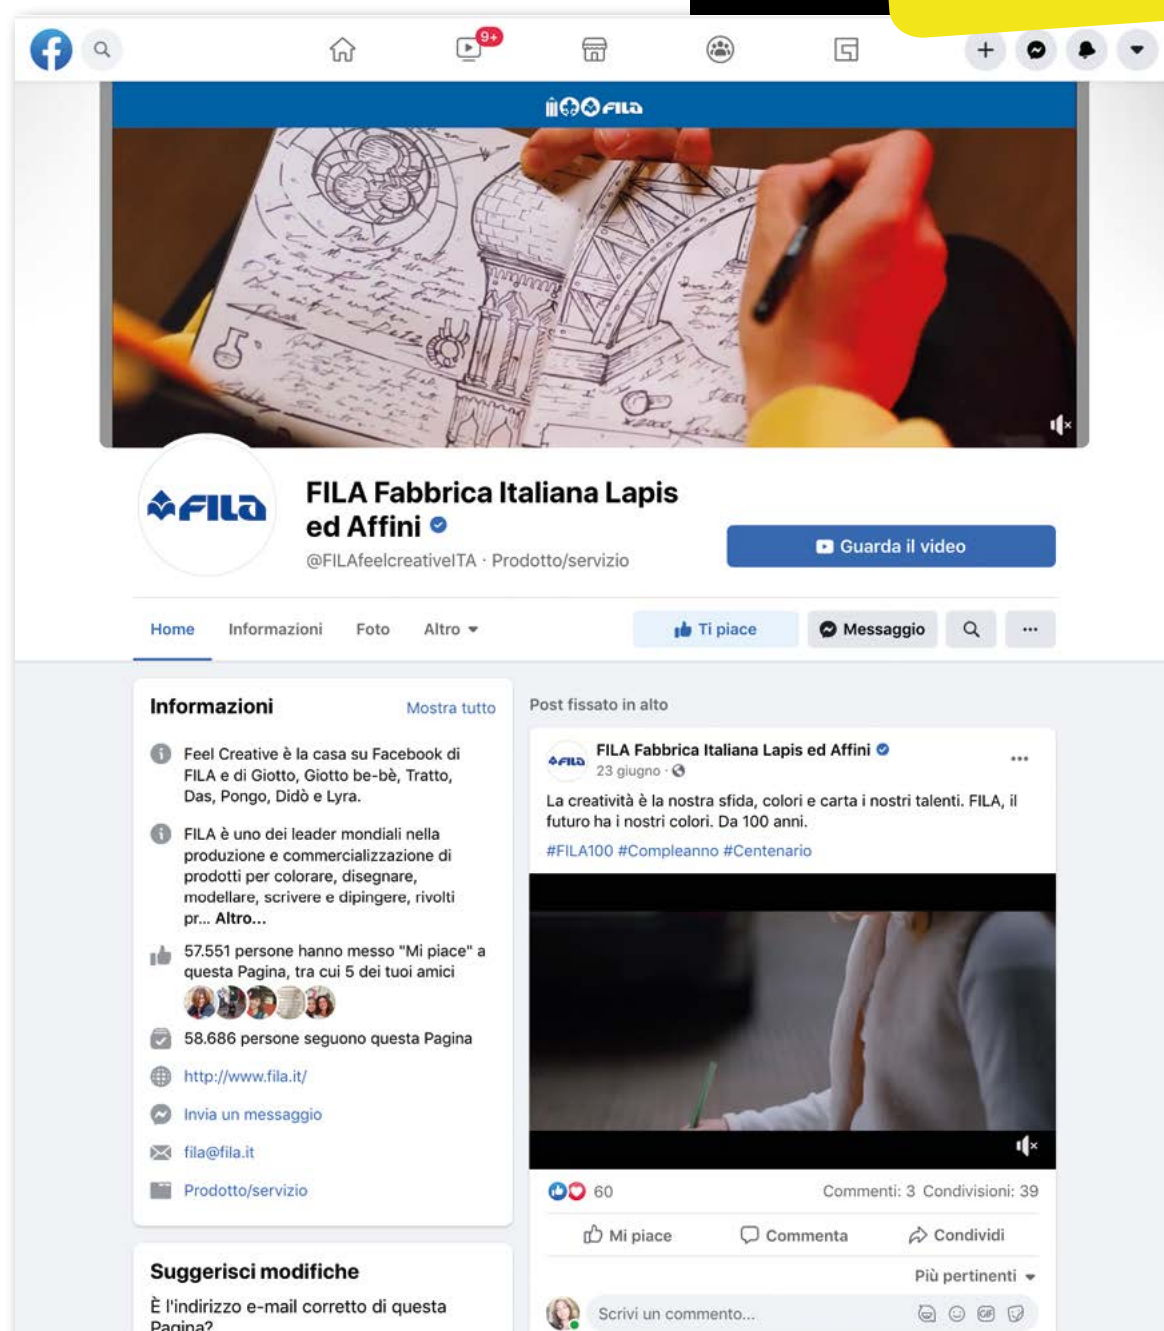 9+
FILA
FILA
FILA Fabbrica Italiana Lapis
ed Affini
@FILAfeelcreativeITA · Prodotto/servizio
Guarda il video
Home Informazioni Foto Altro
Ti piace Messaggio ...
Informazioni Mostra tutto
Feel Creative è la casa su Facebook di
FILA e di Giotto, Giotto be-bè, Tratto,
Das, Pongo, Didò e Lyra.
FILA è uno dei leader mondiali nella
produzione e commercializzazione di
prodotti per colorare, disegnare,
modellare, scrivere e dipingere, rivolti
pr... Altro...
57.551 persone hanno messo "Mi piace" a
questa Pagina, tra cui 5 dei tuoi amici
58.686 persone seguono questa Pagina
http://www.fila.it/
Invia un messaggio
fila@fila.it
Prodotto/servizio
Suggerisci modifiche
È l'indirizzo e-mail corretto di questa
Pagina?
Post fissato in alto
FILA
FILA Fabbrica Italiana Lapis ed Affini
23 giugno ·
La creatività è la nostra sfida, colori e carta i nostri talenti. FILA, il
futuro ha i nostri colori. Da 100 anni.
#FILA100 #Compleanno #Centenario
60 Commenti: 3 Condivisioni: 39
Mi piace Commenta Condividi
Più pertinenti
Scrivi un commento... GIF